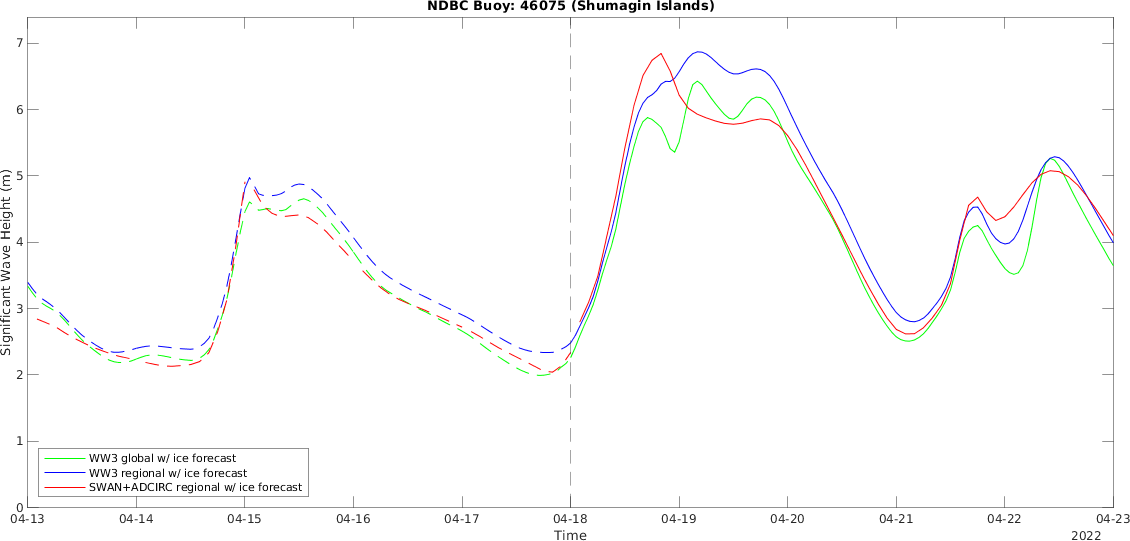 NDBC Buoy: 46075 (Shumagin Islands)
7
6
5
4
3
2
1
0
Significant Wave Height (m)
WW3 global w/ ice forecast
WW3 regional w/ ice forecast
SWAN+ADCIRC regional w/ ice forecast
04-13 04-14 04-15 04-16 04-17 04-18 04-19 04-20 04-21 04-22 04-23
Time
2022